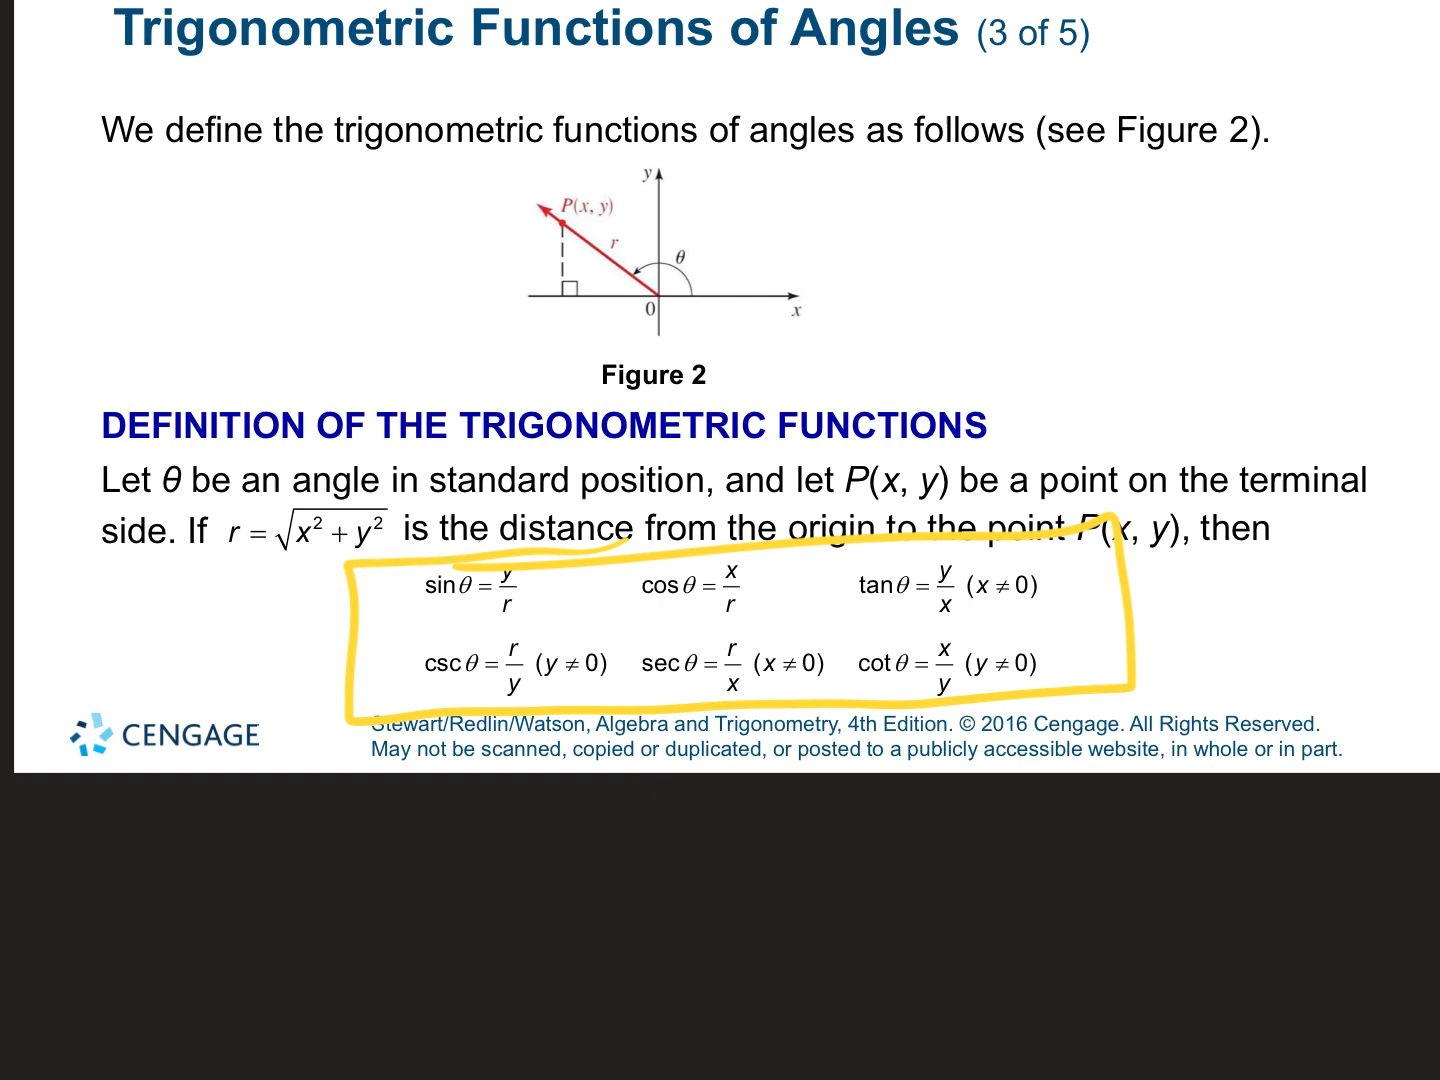 Trigonometric Functions of Angles (3 of 5)
We define the trigonometric functions of angles as follows (see Figure 2).
y
P(x, y)
r
θ
0
x
Figure 2
DEFINITION OF THE TRIGONOMETRIC FUNCTIONS
Let θ be an angle in standard position, and let P(x, y) be a point on the terminal
side. If r = √(x² + y²) is the distance from the origin to the point P(x, y), then
sin θ = y/r cos θ = x/r tan θ = y/x (x ≠ 0)
csc θ = r/y (y ≠ 0) sec θ = r/x (x ≠ 0) cot θ = x/y (y ≠ 0)
CENGAGE
Stewart/Redlin/Watson, Algebra and Trigonometry, 4th Edition. © 2016 Cengage. All Rights Reserved.
May not be scanned, copied or duplicated, or posted to a publicly accessible website, in whole or in part.